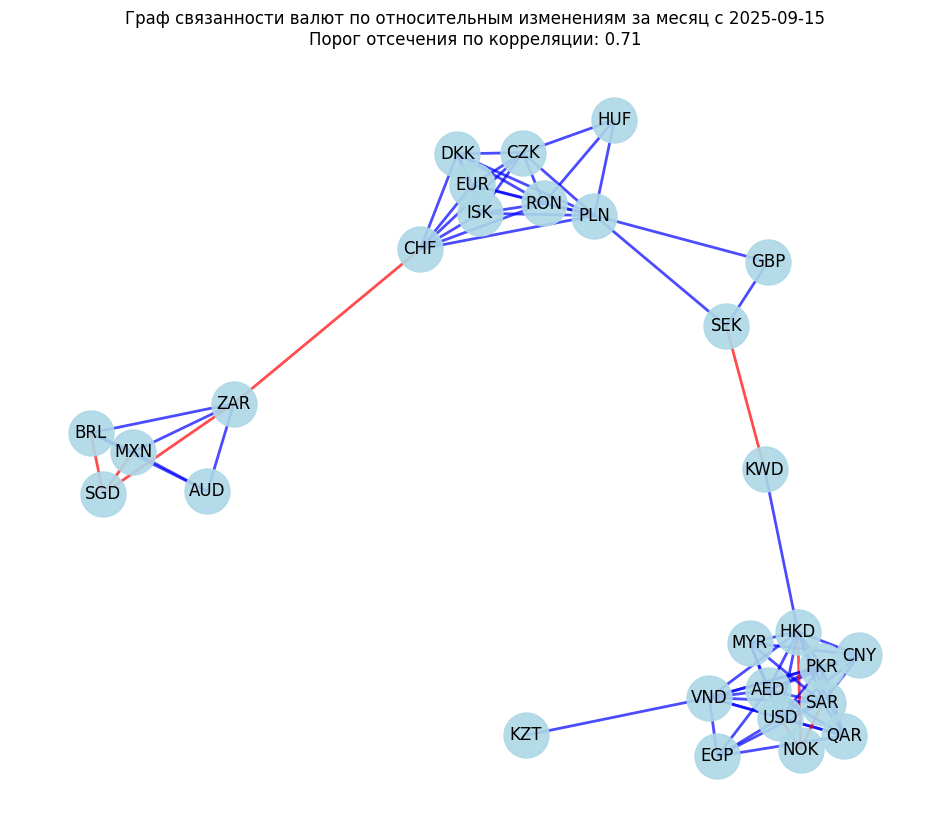 Граф связанности валют по относительным изменениям за месяц с 2025-09-15
Порог отсечения по корреляции: 0.71
HUF
DKK
CZK
EUR
RON
ISK
PLN
CHF
GBP
SEK
ZAR
BRL
MXN
SGD
AUD
KWD
HKD
MYR
CNY
PKR
AED
VND
SAR
USD
KZT
QAR
NOK
EGP